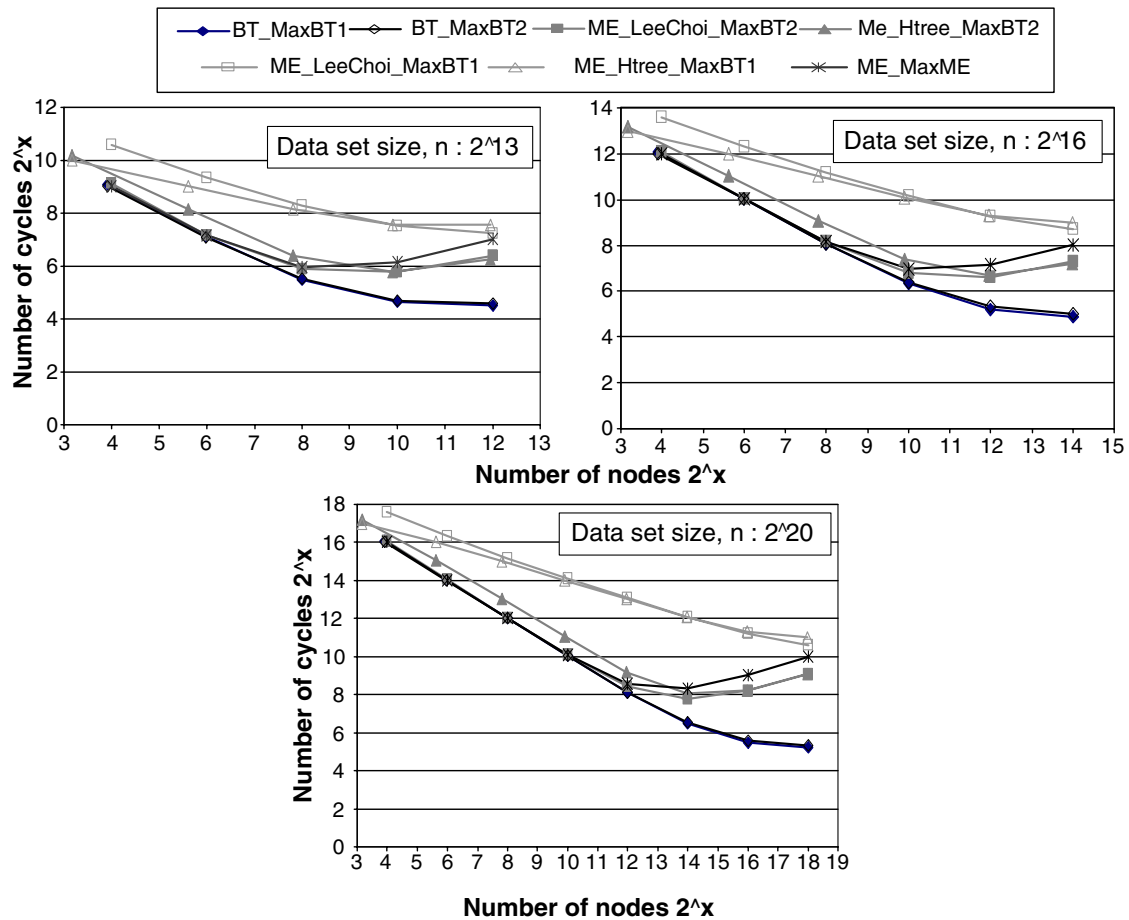 BT_MaxBT1 BT_MaxBT2 ME_LeeChoi_MaxBT2 Me_Htree_MaxBT2
ME_LeeChoi_MaxBT1 ME_Htree_MaxBT1 ME_MaxME
Number of cycles 2^x
12
10
8
6
4
2
0
Data set size, n : 2^13
3 4 5 6 7 8 9 10 11 12 13
14
12
10
8
6
4
2
0
Data set size, n : 2^16
3 4 5 6 7 8 9 10 11 12 13 14 15
Number of nodes 2^x
Number of cycles 2^x
18
16
14
12
10
8
6
4
2
0
Data set size, n : 2^20
3 4 5 6 7 8 9 10 11 12 13 14 15 16 17 18 19
Number of nodes 2^x